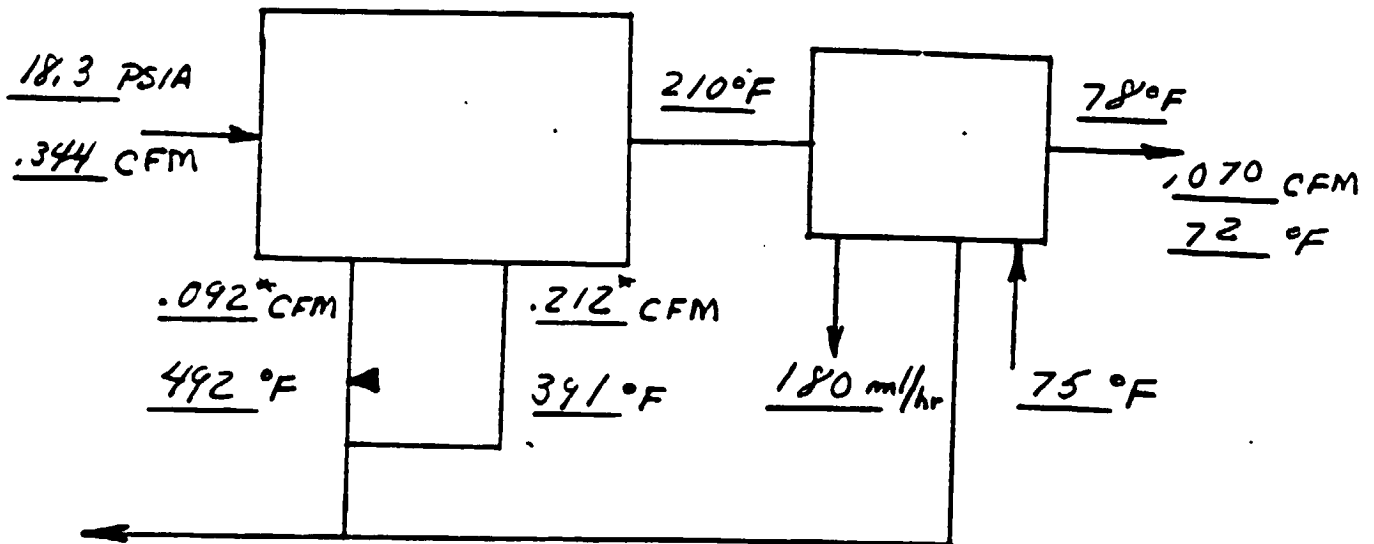 18.3 PSIA
.344 CFM
210°F
78°F
.070 CFM
72 °F
.092* CFM
.212* CFM
492 °F
391 °F
180 ml/hr
75 °F